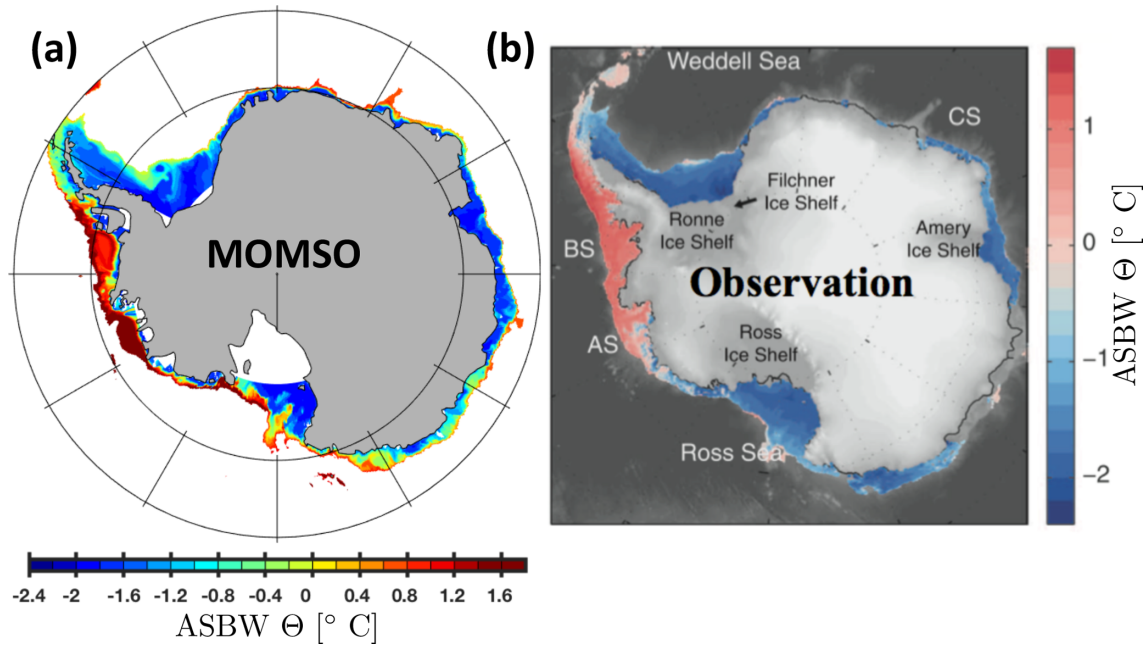 (a)
MOMSO
-2.4 -2 -1.6 -1.2 -0.8 -0.4 0 0.4 0.8 1.2 1.6
ASBW Θ [° C]
(b)
Weddell Sea
CS
Filchner
Ice Shelf
Ronne
Ice Shelf
Amery
Ice Shelf
BS
Observation
AS
Ross
Ice Shelf
Ross Sea
1
0
−1
−2
ASBW Θ [° C]